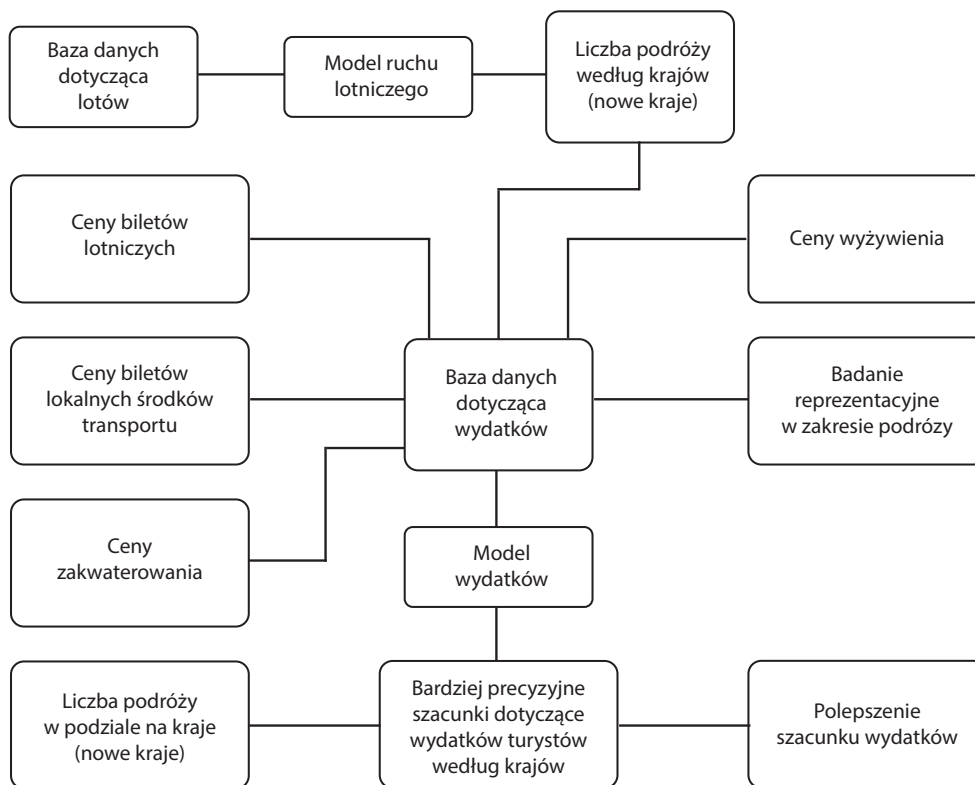 Baza danych
dotycząca
lotów
Model ruchu
lotniczego
Liczba podróży
według krajów
(nowe kraje)
Ceny biletów
lotniczych
Ceny wyżywienia
Ceny biletów
lokalnych środków
transportu
Baza danych
dotycząca
wydatków
Badanie
reprezentacyjne
w zakresie podrózy
Ceny
zakwaterowania
Model
wydatków
Liczba podróży
w podziale na kraje
(nowe kraje)
Bardziej precyzyjne
szacunki dotyczące
wydatków turystów
według krajów
Polepszenie
szacunku wydatków